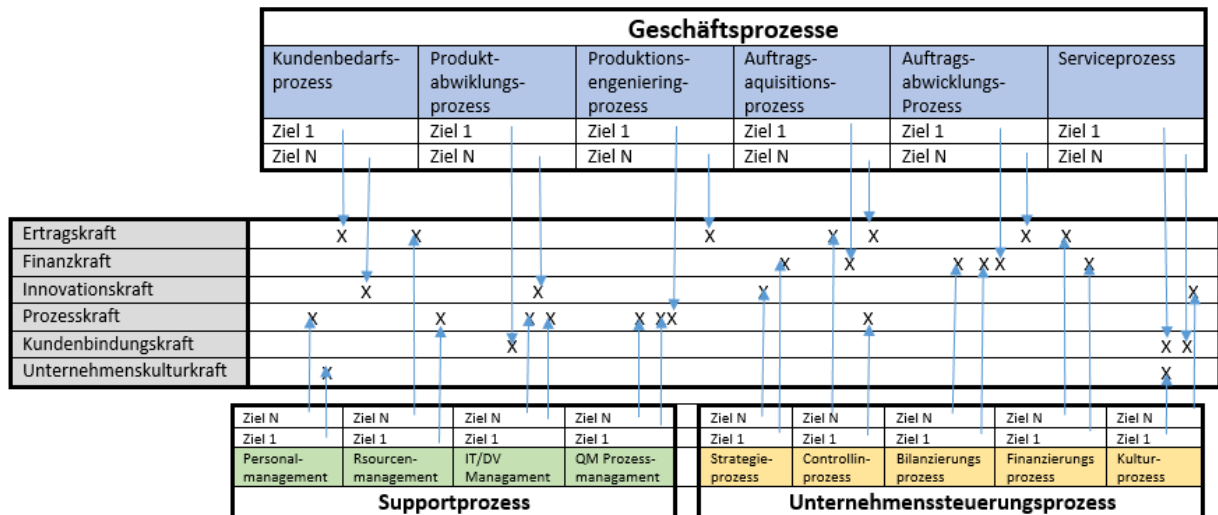 Geschäftsprozesse
Kundenbedarfs-
prozess
Produkt-
abwiklungs-
prozess
Produktions-
engeniering-
prozess
Auftrags-
aquisitions-
prozess
Auftrags-
abwicklungs-
Prozess
Serviceprozess
Ziel 1 Ziel 1 Ziel 1 Ziel 1 Ziel 1 Ziel 1
Ziel N Ziel N Ziel N Ziel N Ziel N Ziel N
Ertragskraft X X X X X X X
Finanzkraft X X X X X X
Innovationskraft X X X X
Prozesskraft X X X X X X X X
Kundenbindungskraft X X X
Unternehmenskulturkraft X X
Ziel N Ziel N Ziel N Ziel N Ziel N Ziel N Ziel N Ziel N Ziel N
Ziel 1 Ziel 1 Ziel 1 Ziel 1 Ziel 1 Ziel 1 Ziel 1 Ziel 1 Ziel 1
Personal-
management
Rsourcen-
management
IT/DV
Managament
QM Prozess-
managament
Strategie-
prozess
Controllin-
prozess
Bilanzierungs
prozess
Finanzierungs
prozess
Kultur-
prozess
Supportprozess
Unternehmenssteuerungsprozess